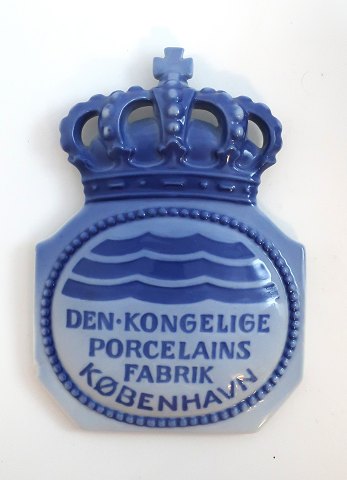 DEN·KONGELIGE
PORCELAINS
FABRIK
KØBENHAVN